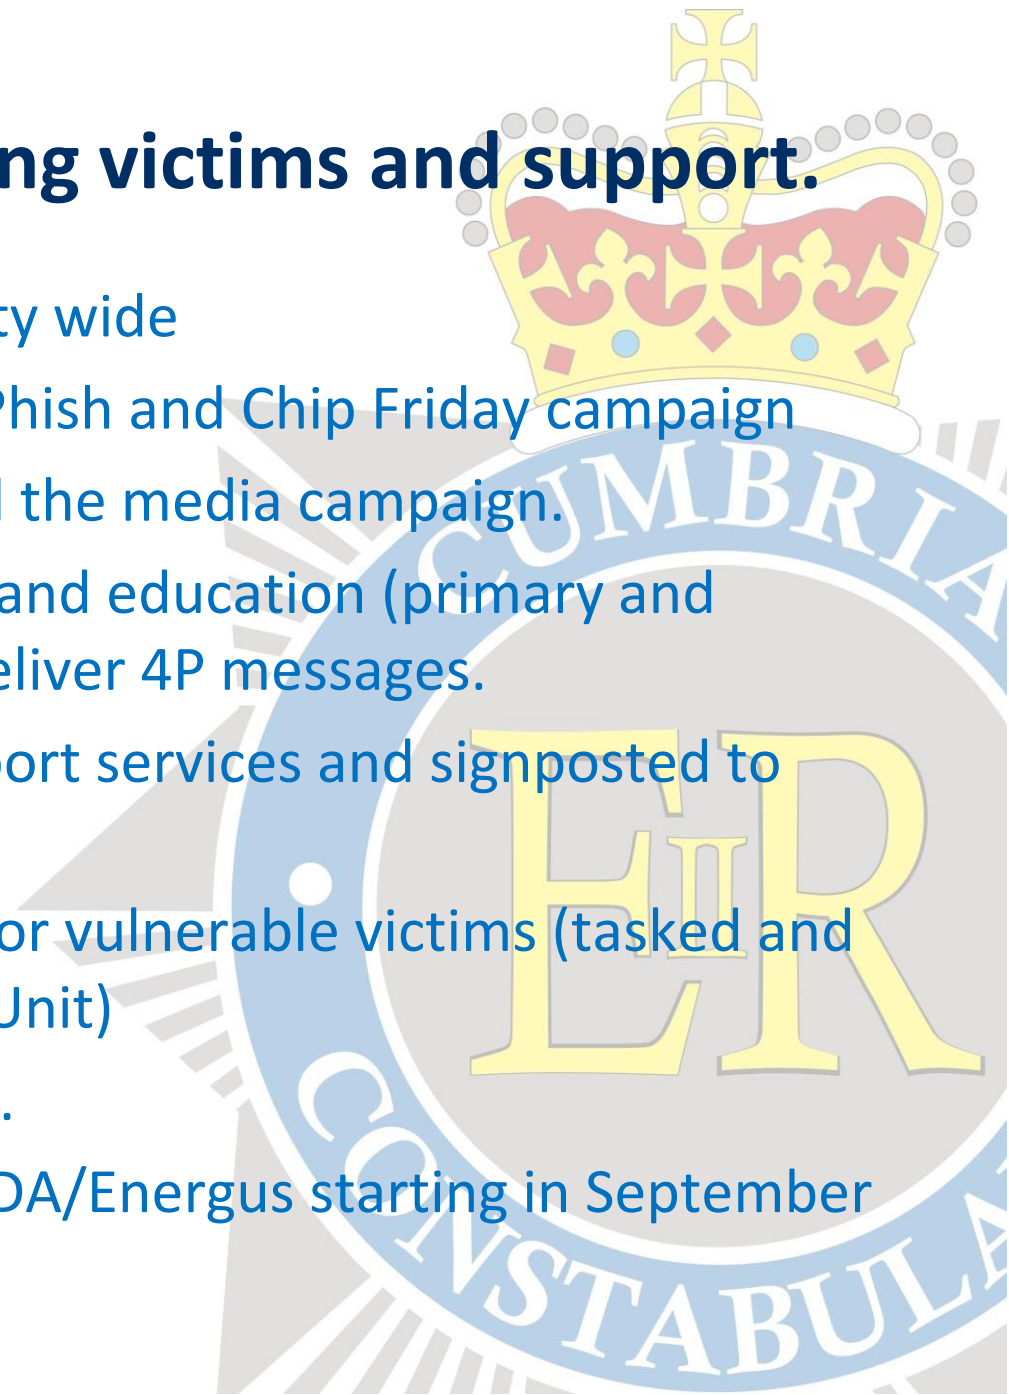 ng victims and support.
ty wide
Phish and Chip Friday campaign
l the media campaign.
and education (primary and
eliver 4P messages.
port services and signposted to
or vulnerable victims (tasked and
Unit)
.
DA/Energus starting in September
CUMBRIA
EIIR
CONSTABULA